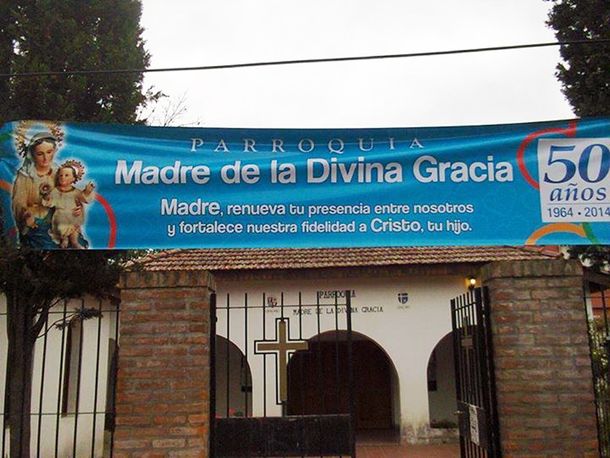 PARROQUIA
Madre de la Divina Gracia
Madre, renueva tu presencia entre nosotros
y fortalece nuestra fidelidad a Cristo, tu hijo.
50
años
1964 • 2014
PARROQUIA
MADRE DE LA DIVINA GRACIA